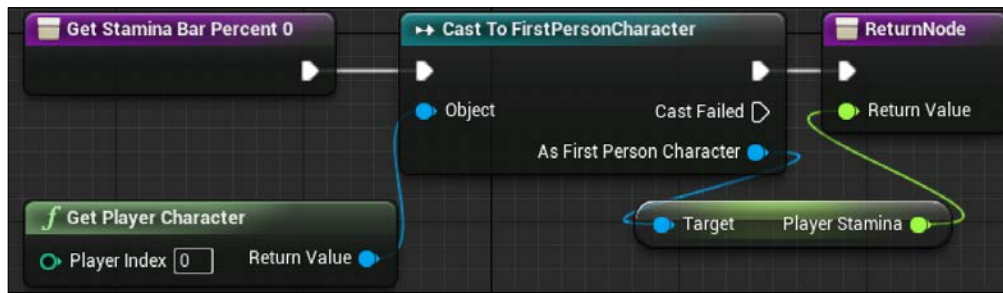 Get Stamina Bar Percent 0
Cast To FirstPersonCharacter
ReturnNode
Object
Cast Failed
Return Value
As First Person Character
f Get Player Character
Target
Player Stamina
Player Index 0
Return Value